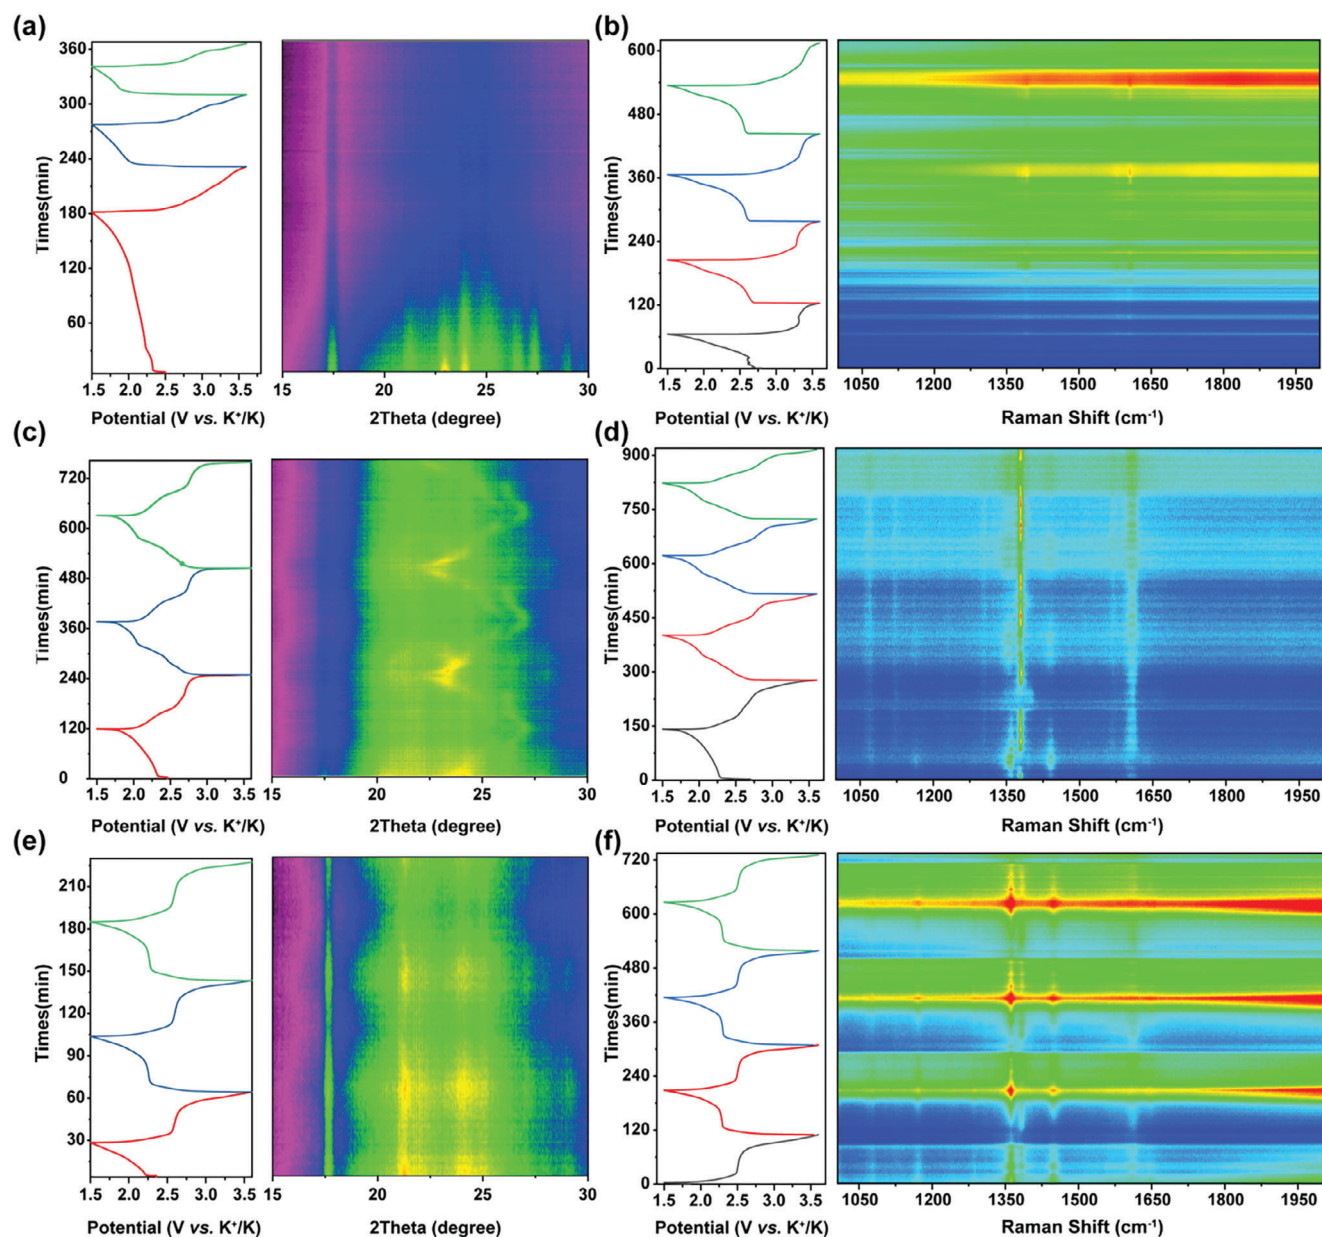 (a)
Times(min)
360
300
240
180
120
60
1.5 2.0 2.5 3.0 3.5
Potential (V vs. K⁺/K)
15 20 25 30
2Theta (degree)
(b)
Times(min)
600
480
360
240
120
0
1.5 2.0 2.5 3.0 3.5
Potential (V vs. K⁺/K)
1050 1200 1350 1500 1650 1800 1950
Raman Shift (cm⁻¹)
(c)
Times(min)
720
600
480
360
240
120
0
1.5 2.0 2.5 3.0 3.5
Potential (V vs. K⁺/K)
15 20 25 30
2Theta (degree)
(d)
Times(min)
900
750
600
450
300
150
0
1.5 2.0 2.5 3.0 3.5
Potential (V vs. K⁺/K)
1050 1200 1350 1500 1650 1800 1950
Raman Shift (cm⁻¹)
(e)
Times(min)
210
180
150
120
90
60
30
1.5 2.0 2.5 3.0 3.5
Potential (V vs. K⁺/K)
15 20 25 30
2Theta (degree)
(f)
Times(min)
720
600
480
360
240
120
0
1.5 2.0 2.5 3.0 3.5
Potential (V vs. K⁺/K)
1050 1200 1350 1500 1650 1800 1950
Raman Shift (cm⁻¹)